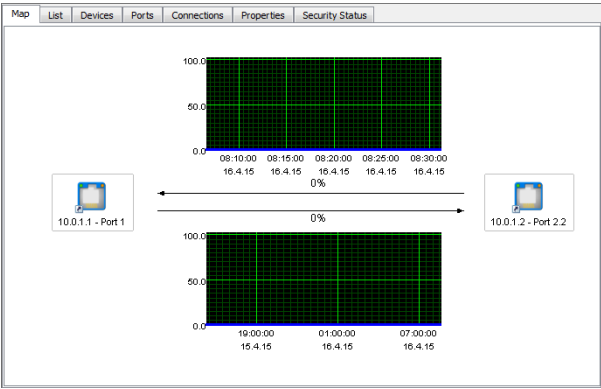 Map List Devices Ports Connections Properties Security Status
100.0
50.0
0.0
08:10:00 08:15:00 08:20:00 08:25:00 08:30:00
16.4.15 16.4.15 16.4.15 16.4.15 16.4.15
0%
10.0.1.1 - Port 1
10.0.1.2 - Port 2.2
0%
100.0
50.0
0.0
19:00:00 01:00:00 07:00:00
15.4.15 16.4.15 16.4.15